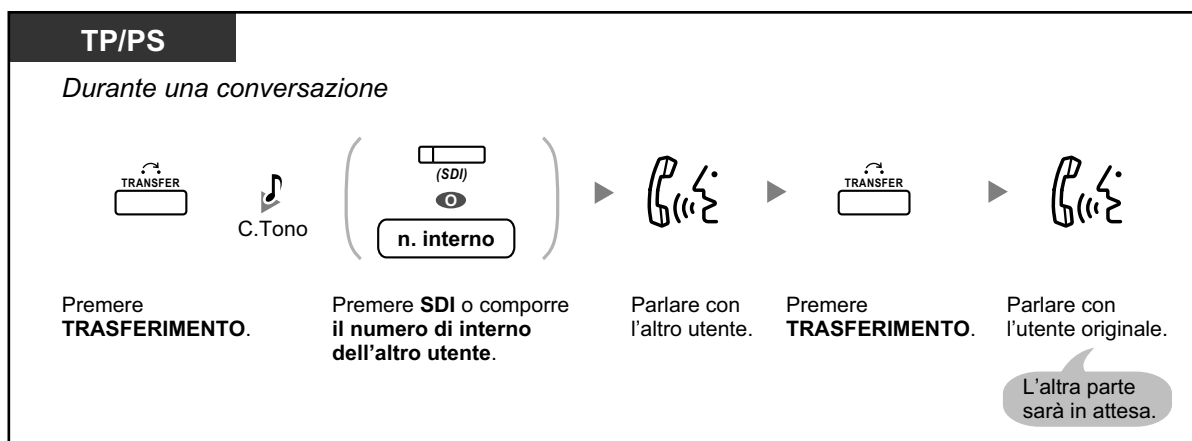 TP/PS
Durante una conversazione
TRANSFER
C.Tono
(SDI)
O
n. interno
TRANSFER
Premere
TRASFERIMENTO.
Premere SDI o comporre
il numero di interno
dell'altro utente.
Parlare con
l'altro utente.
Premere
TRASFERIMENTO.
Parlare con
l'utente originale.
L'altra parte
sarà in attesa.